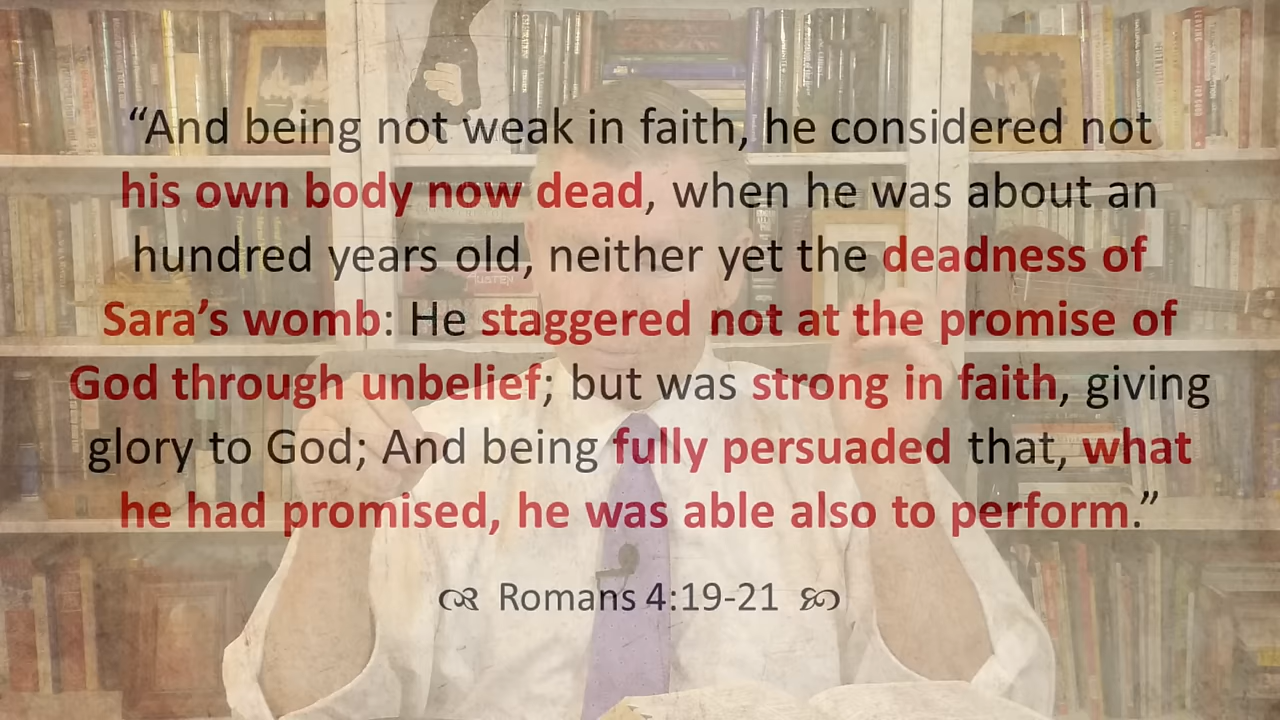 “And being not weak in faith, he considered not
his own body now dead, when he was about an
hundred years old, neither yet the deadness of
Sara’s womb: He staggered not at the promise of
God through unbelief; but was strong in faith, giving
glory to God; And being fully persuaded that, what
he had promised, he was able also to perform.”
Romans 4:19-21